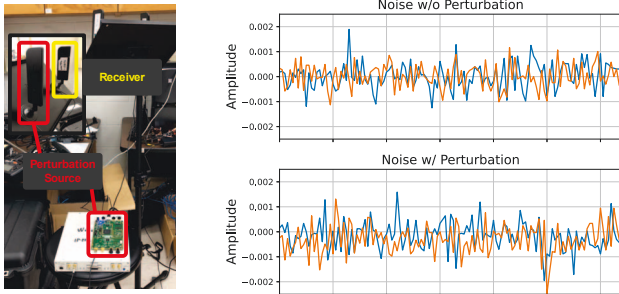 Receiver
Perturbation
Source
Noise w/o Perturbation
Amplitude
0.002
0.001
0.000
−0.001
−0.002
Noise w/ Perturbation
Amplitude
0.002
0.001
0.000
−0.001
−0.002